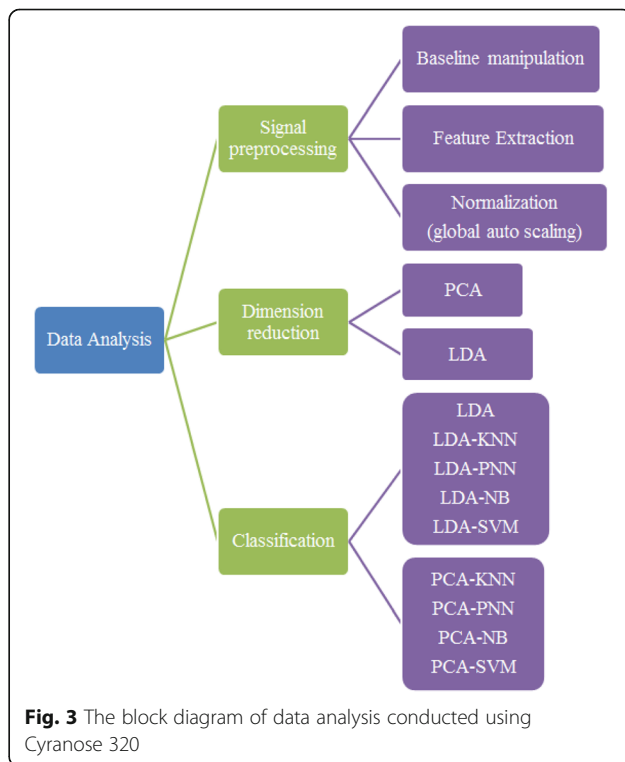 Baseline manipulation
Signal
preprocessing
Feature Extraction
Normalization
(global auto scaling)
Data Analysis
Dimension
reduction
PCA
LDA
Classification
LDA
LDA-KNN
LDA-PNN
LDA-NB
LDA-SVM
PCA-KNN
PCA-PNN
PCA-NB
PCA-SVM
Fig. 3 The block diagram of data analysis conducted using
Cyranose 320